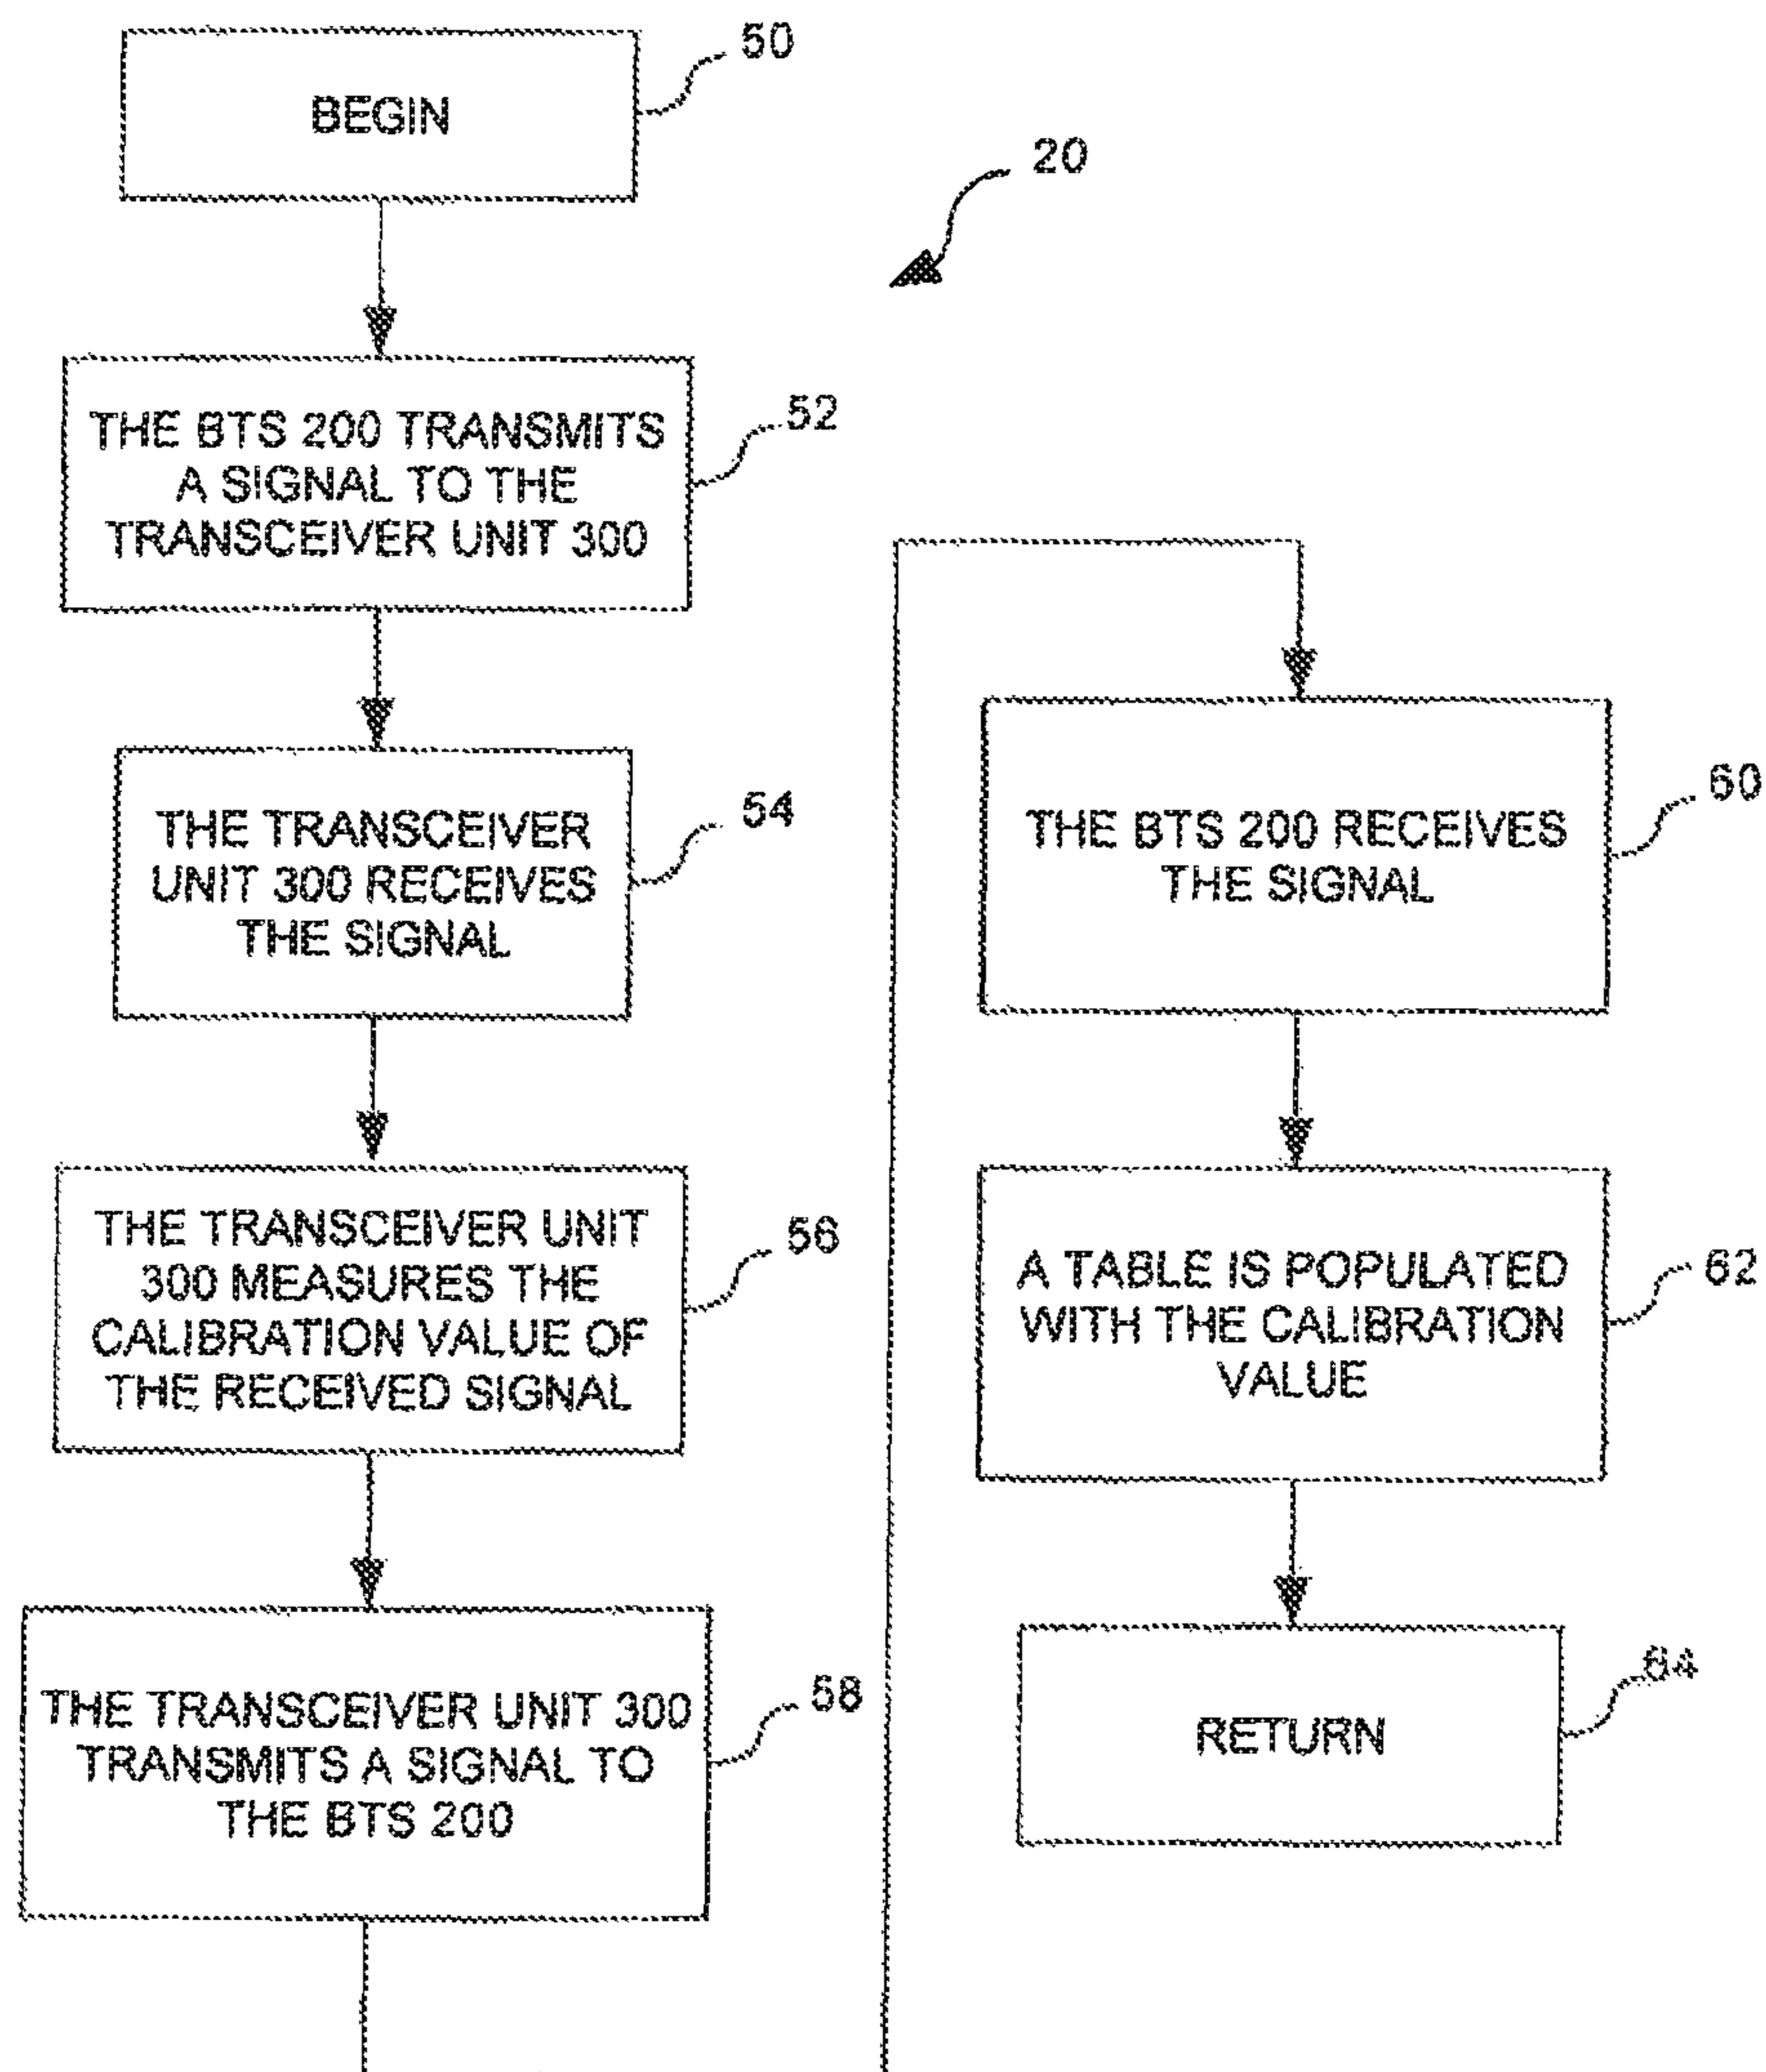 BEGIN
50
20
THE BTS 200 TRANSMITS
A SIGNAL TO THE
TRANSCEIVER UNIT 300
52
THE TRANSCEIVER
UNIT 300 RECEIVES
THE SIGNAL
54
THE TRANSCEIVER UNIT
300 MEASURES THE
CALIBRATION VALUE OF
THE RECEIVED SIGNAL
56
THE TRANSCEIVER UNIT 300
TRANSMITS A SIGNAL TO
THE BTS 200
58
THE BTS 200 RECEIVES
THE SIGNAL
60
A TABLE IS POPULATED
WITH THE CALIBRATION
VALUE
62
RETURN
64